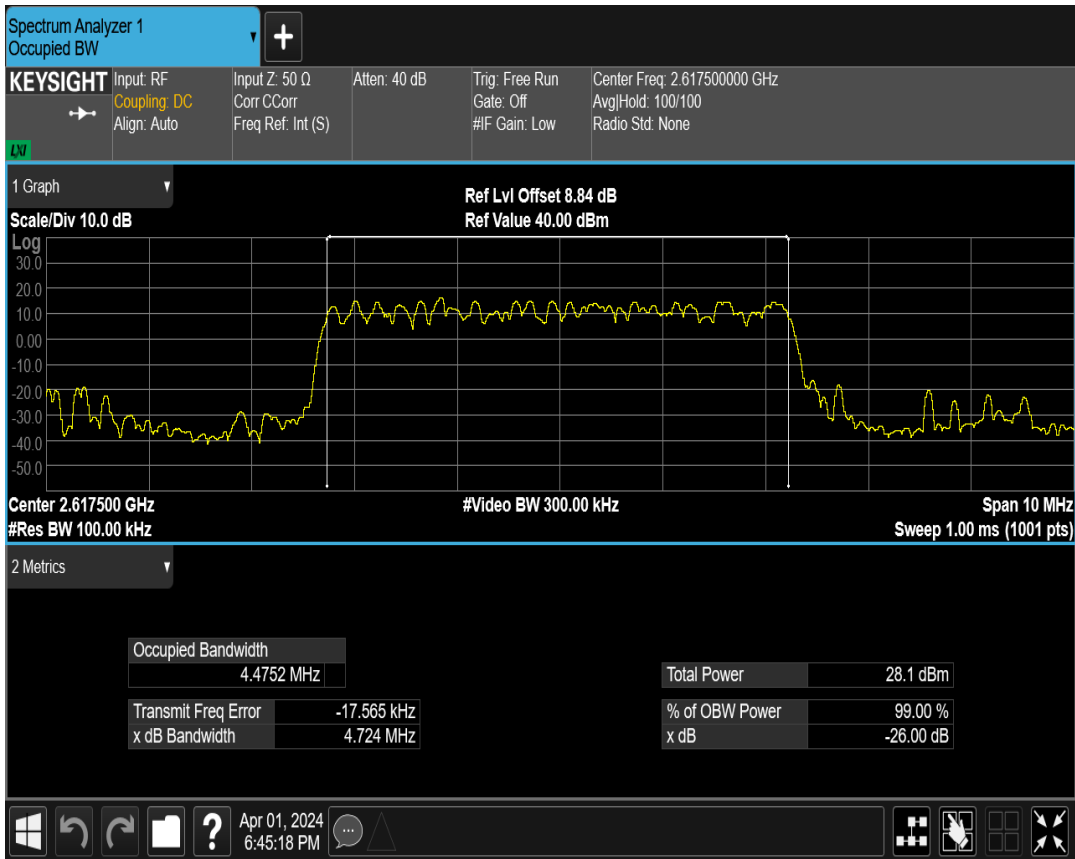 Spectrum Analyzer 1
Occupied BW
+
KEYSIGHT
LXI
Input: RF
Coupling: DC
Align: Auto
Input Z: 50 Ω
Corr CCorr
Freq Ref: Int (S)
Atten: 40 dB
Trig: Free Run
Gate: Off
#IF Gain: Low
Center Freq: 2.617500000 GHz
Avg|Hold: 100/100
Radio Std: None
1 Graph
Scale/Div 10.0 dB
Ref Lvl Offset 8.84 dB
Ref Value 40.00 dBm
Log
30.0
20.0
10.0
0.00
-10.0
-20.0
-30.0
-40.0
-50.0
Center 2.617500 GHz
#Video BW 300.00 kHz
Span 10 MHz
#Res BW 100.00 kHz
Sweep 1.00 ms (1001 pts)
2 Metrics
Occupied Bandwidth
4.4752 MHz
Total Power 28.1 dBm
Transmit Freq Error -17.565 kHz
% of OBW Power 99.00 %
x dB Bandwidth 4.724 MHz
x dB -26.00 dB
?
Apr 01, 2024
6:45:18 PM